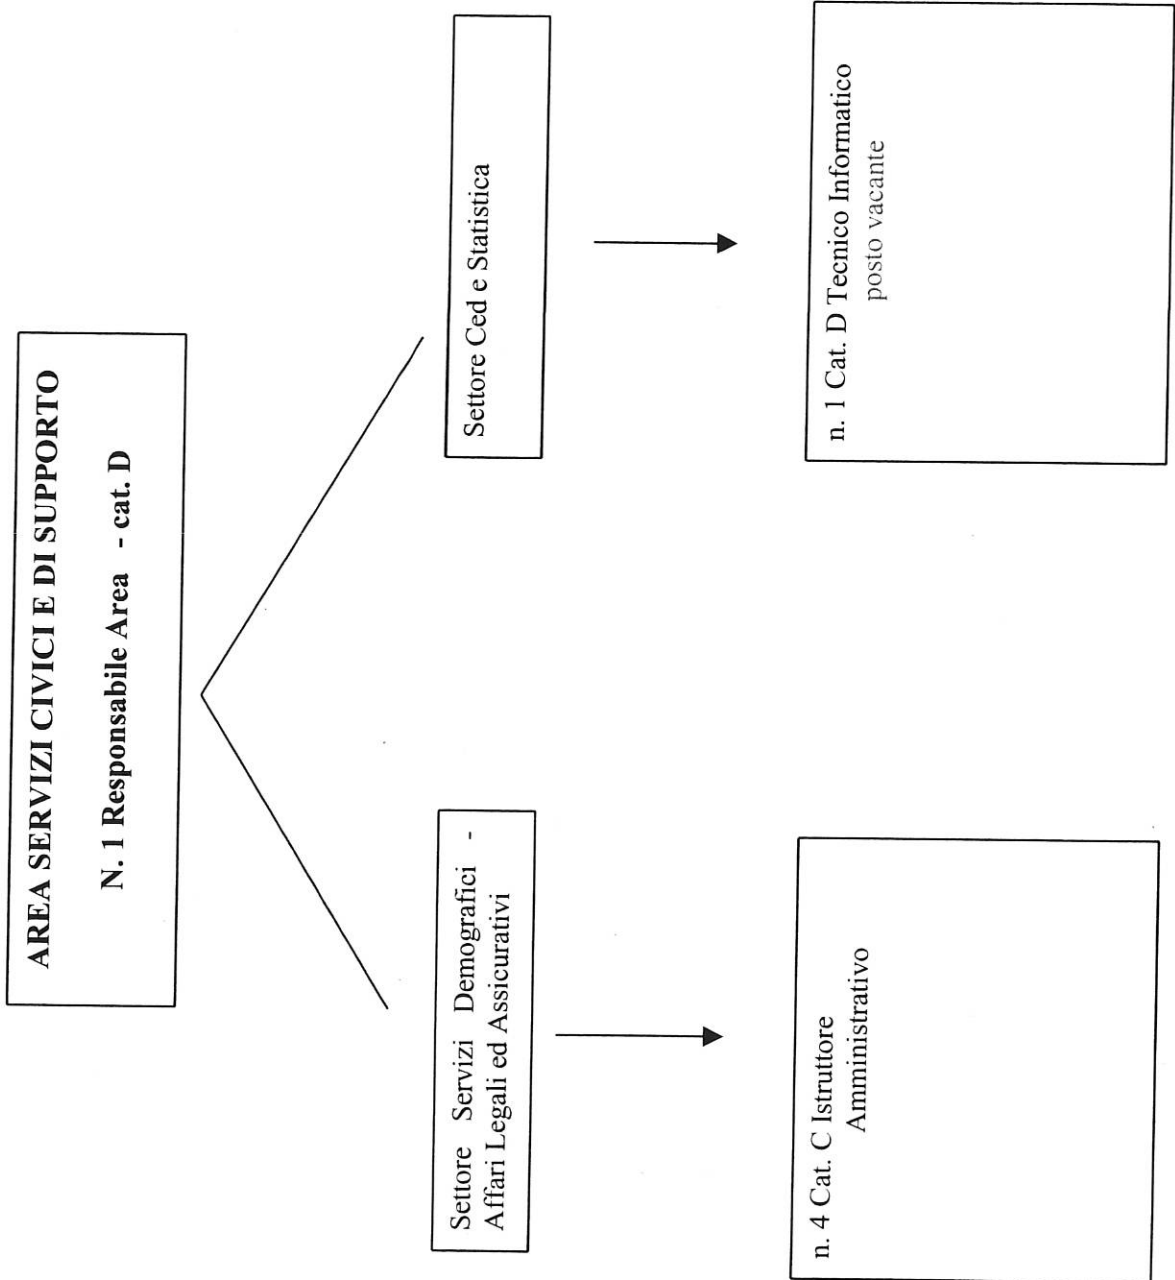 AREA SERVIZI CIVICI E DI SUPPORTO
N. 1 Responsabile Area - cat. D
Settore Servizi Demografici -
Affari Legali ed Assicurativi
Settore Ced e Statistica
n. 4 Cat. C Istruttore
Amministrativo
n. 1 Cat. D Tecnico Informatico
posto vacante